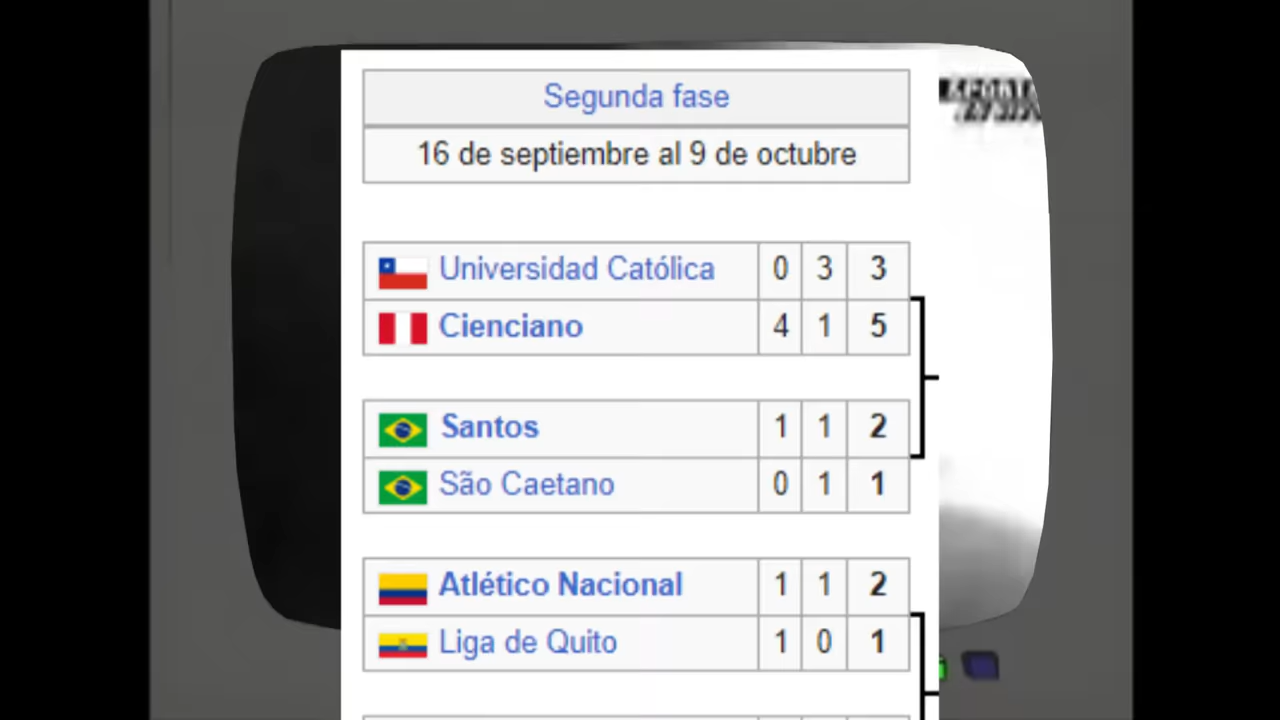 Segunda fase
16 de septiembre al 9 de octubre
Universidad Católica 0 3 3
Cienciano 4 1 5
Santos 1 1 2
São Caetano 0 1 1
Atlético Nacional 1 1 2
Liga de Quito 1 0 1